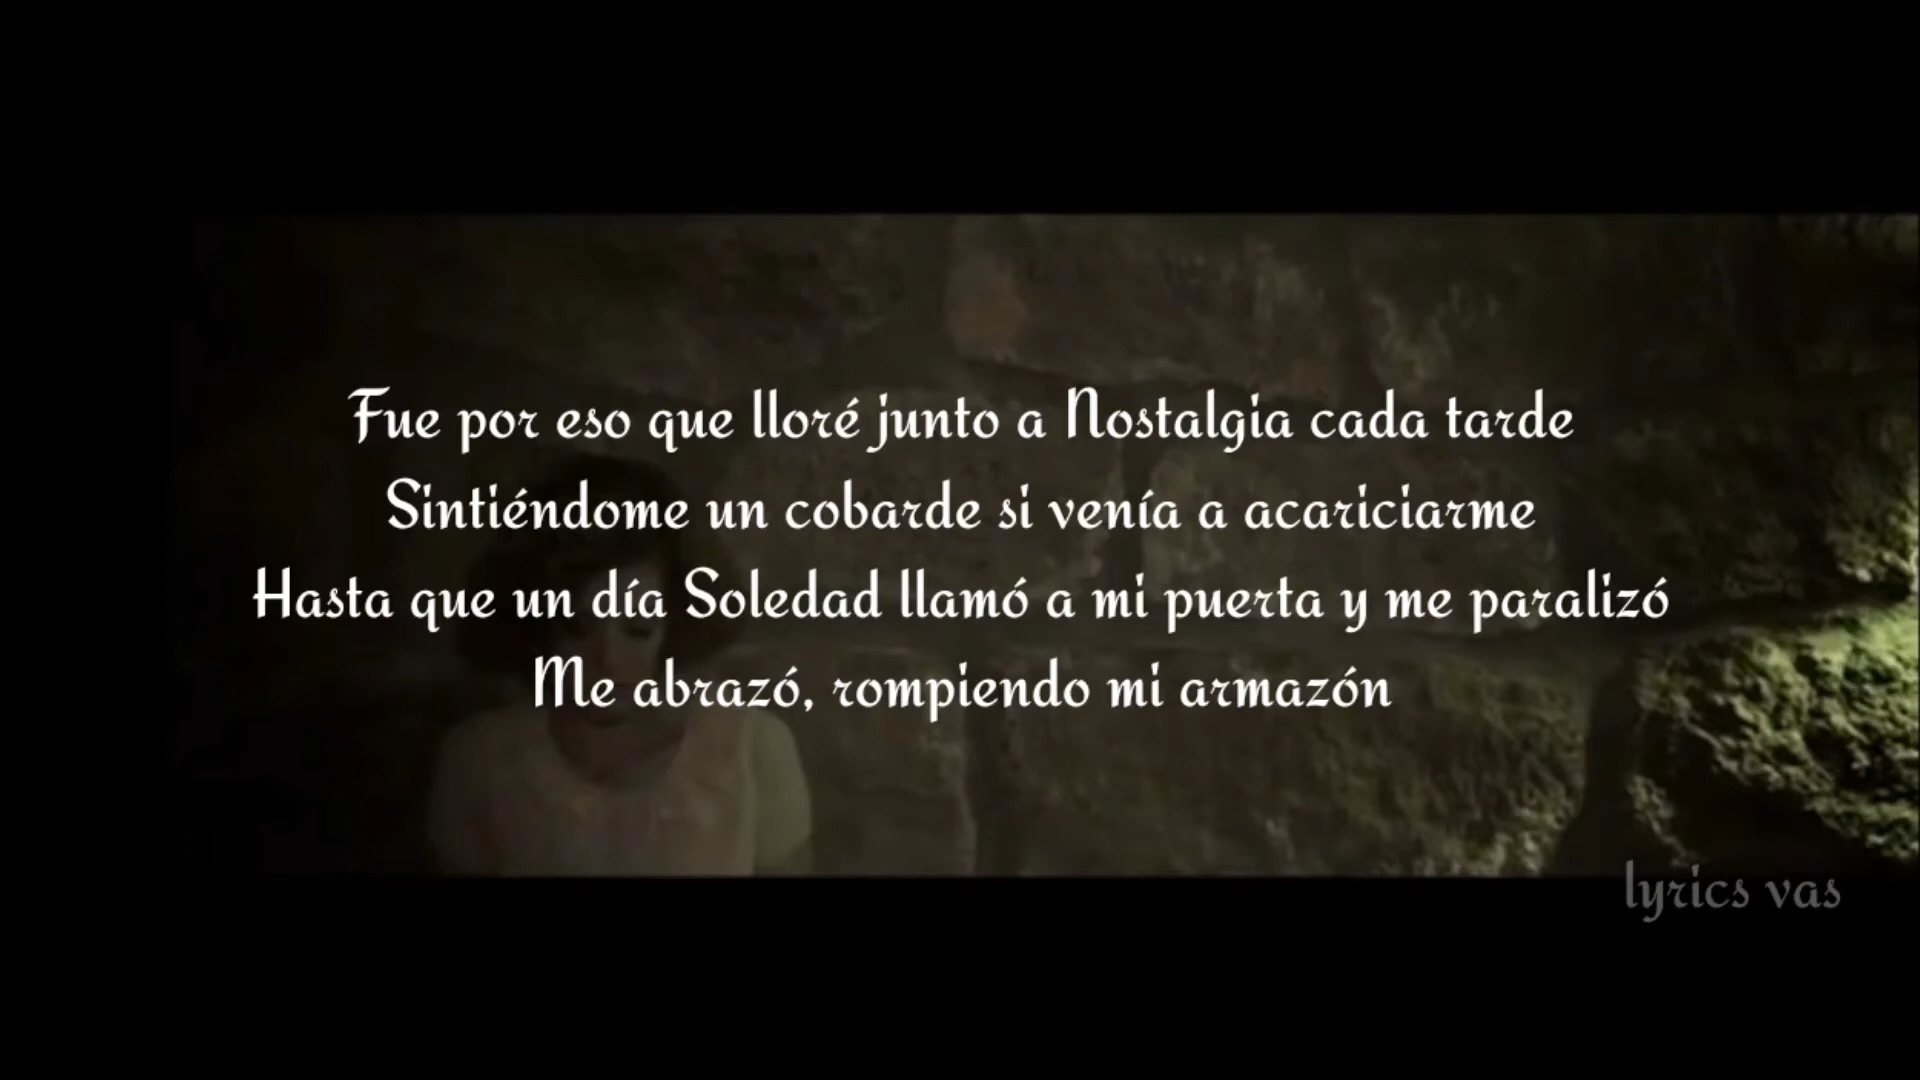 Fue por eso que lloré junto a Nostalgia cada tarde
Sintiéndome un cobarde si venía a acariciarme
Hasta que un día Soledad llamó a mi puerta y me paralizó
Me abrazó, rompiendo mi armazón
lyrics vas